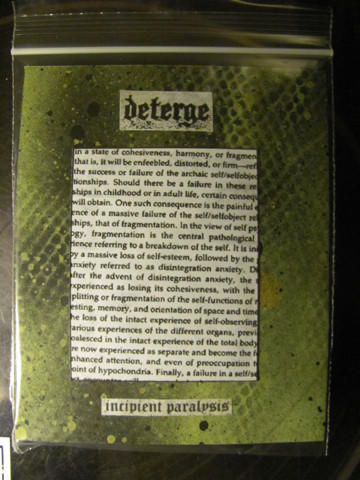 deterge
in a state of cohesiveness, harmony, or fragmen
that is, it will be enfeebled, distorted, or firm—refl
the success or failure of the archaic self/selfobjec
tionships. Should there be a failure in these re
ships in childhood or in adult life, certain conseq
will obtain. One such consequence is the painful e
ence of a massive failure of the self/selfobject rel
ships, that of fragmentation. In the view of self ps
ogy, fragmentation is the central pathological
rience referring to a breakdown of the self. It is in
by a massive loss of self-esteem, followed by the
anxiety referred to as disintegration anxiety. D
after the advent of disintegration anxiety, the s
experienced as losing its cohesiveness, with the
splitting or fragmentation of the self-functions of r
esting, memory, and orientation of space and time
he loss of the intact experience of self-observing
arious experiences of the different organs, previ
oalesced in the intact experience of the total body
re now experienced as separate and become the f
nhanced attention, and even of preoccupation t
oint of hypochondria. Finally, a failure in a self/se
incipient paralysis